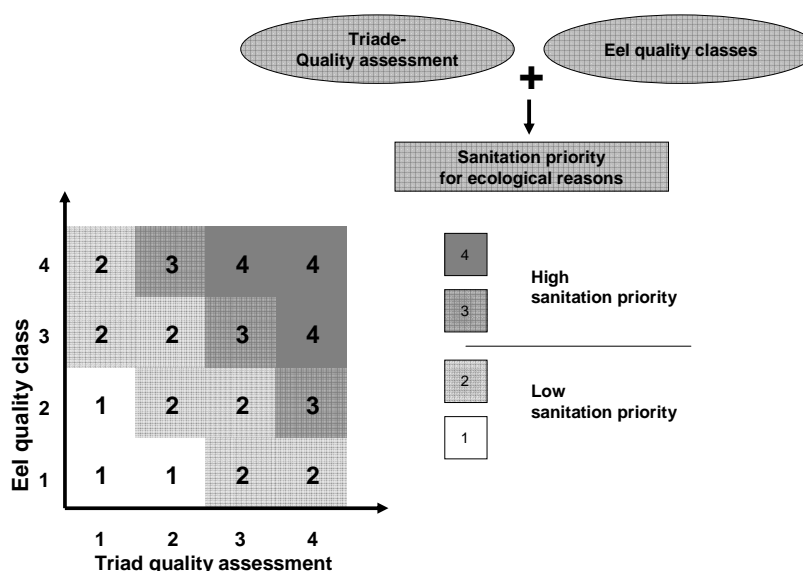 Triade-
Quality assessment
Eel quality classes
+
Sanitation priority
for ecological reasons
Eel quality class
4
3
2
1
2 3 4 4
2 2 3 4
1 2 2 3
1 1 2 2
1 2 3 4
Triad quality assessment
4
3
High
sanitation priority
2
1
Low
sanitation priority